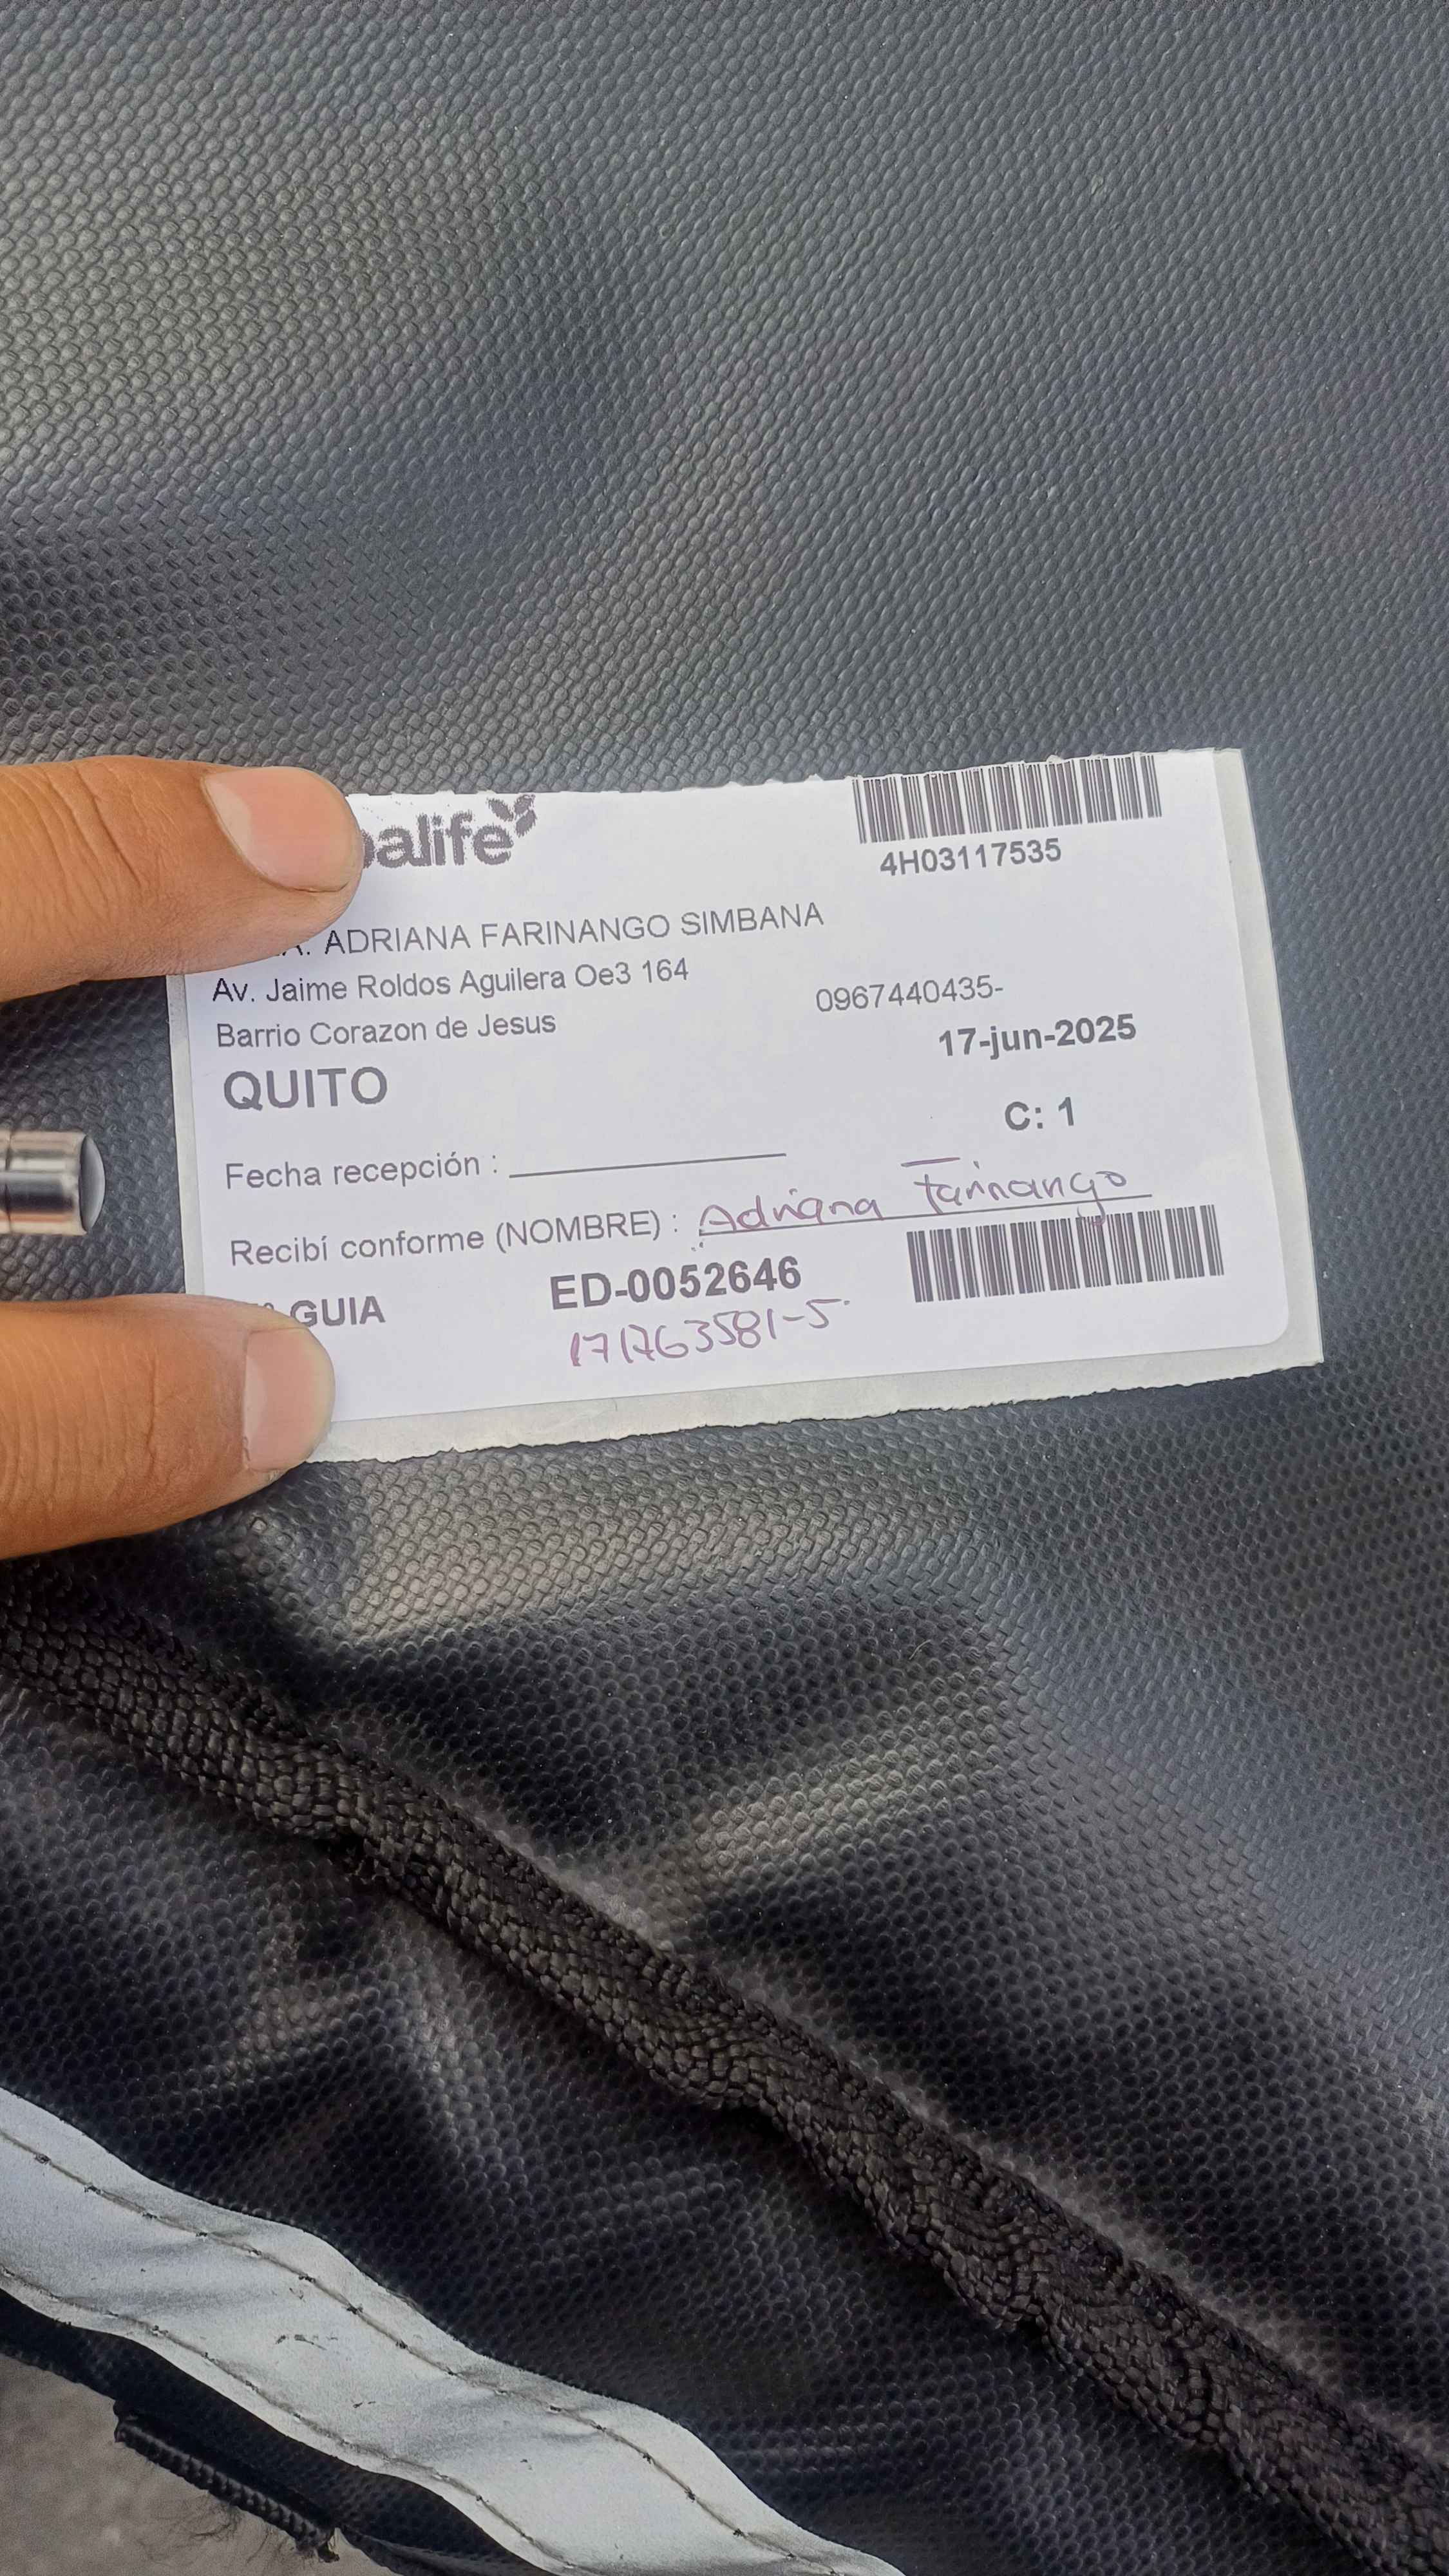 4H03117535
ADRIANA FARINANGO SIMBANA
Av. Jaime Roldos Aguilera Oe3 164
0967440435-
Barrio Corazon de Jesus
17-jun-2025
QUITO
C: 1
Fecha recepción :
Recibí conforme (NOMBRE) : Adriana Farinango
GUIA ED-0052646
171763581-5